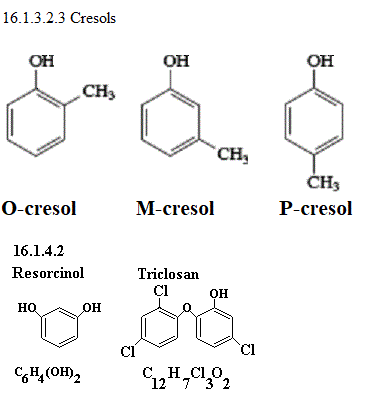 16.1.3.2.3 Cresols
OH OH OH
CH₃
CH₃
CH₃
O-cresol M-cresol P-cresol
16.1.4.2
Resorcinol Triclosan
Cl
HO OH O OH
Cl Cl
C₆H₄(OH)₂ C₁₂H₇Cl₃O₂